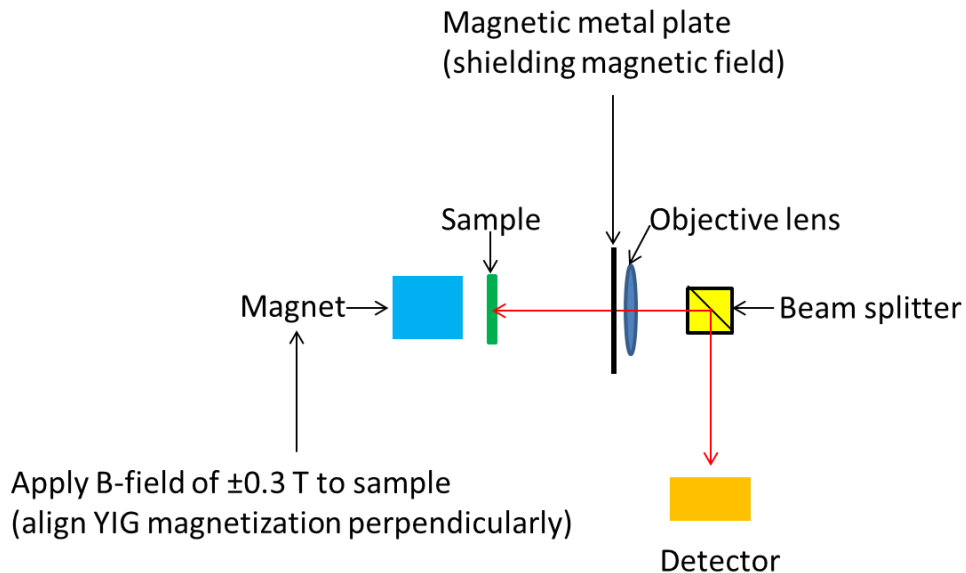 Magnetic metal plate
(shielding magnetic field)
Sample
Objective lens
Magnet
Beam splitter
Apply B-field of ±0.3 T to sample
(align YIG magnetization perpendicularly)
Detector